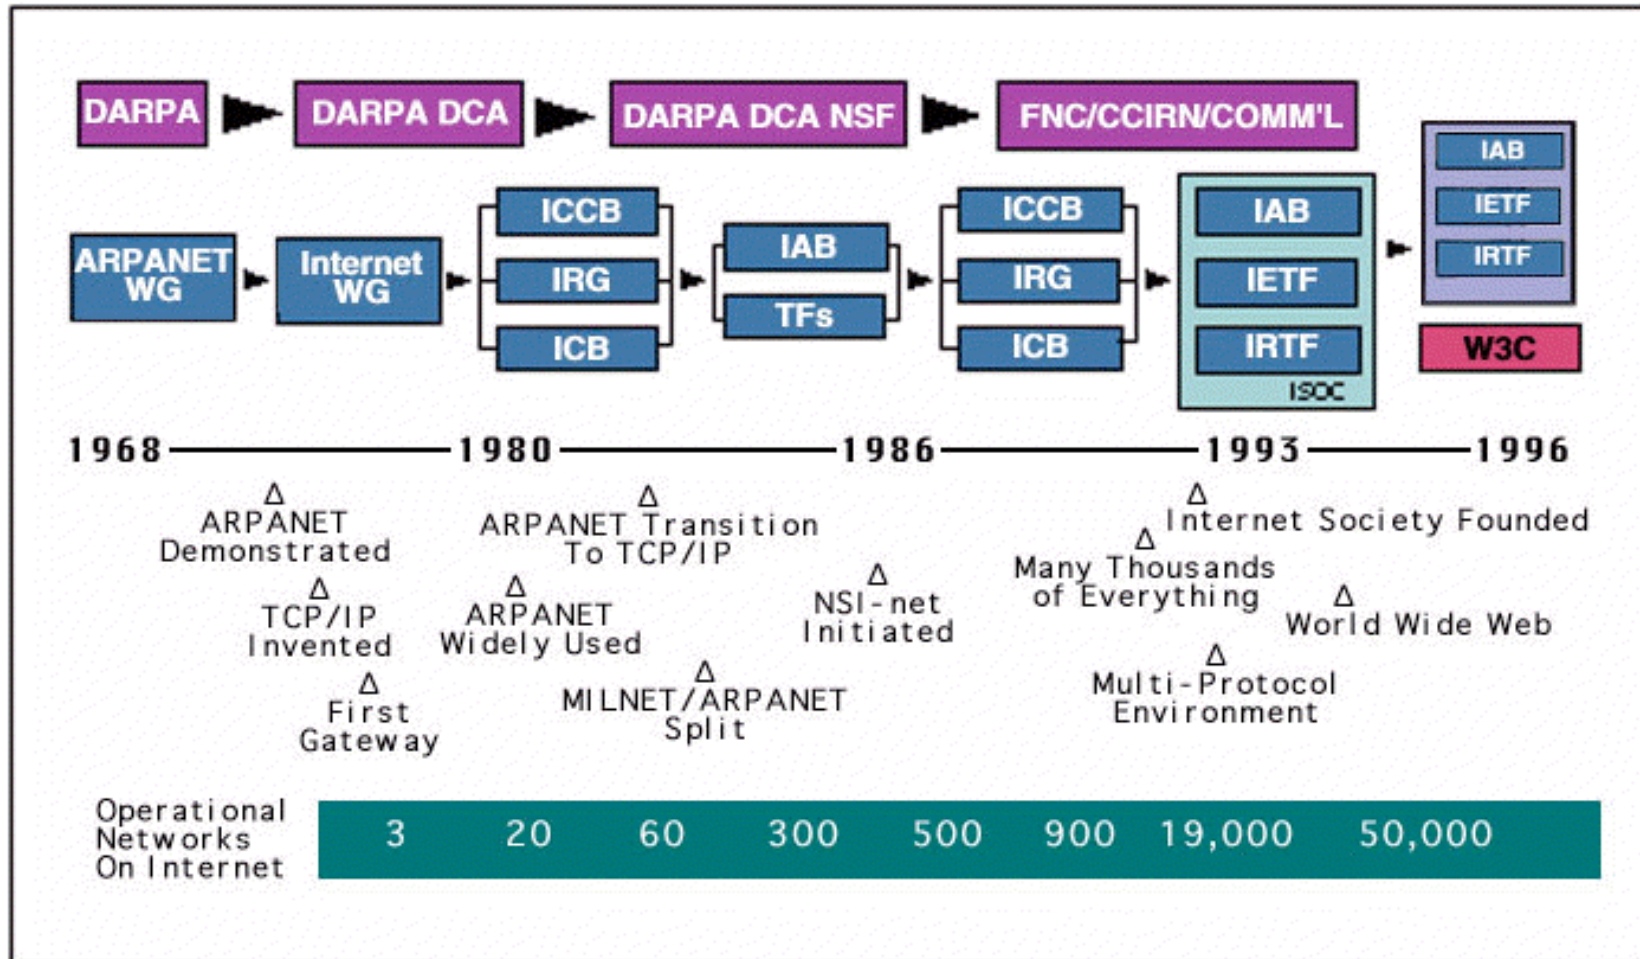 DARPA
DARPA DCA
DARPA DCA NSF
FNC/CCIRN/COMM'L
ARPANET
WG
Internet
WG
ICCB
IRG
ICB
IAB
TFs
ICCB
IRG
ICB
IAB
IETF
IRTF
ISOC
IAB
IETF
IRTF
W3C
1968
1980
1986
1993
1996
ARPANET
Demonstrated
TCP/IP
Invented
First
Gateway
ARPANET Transition
To TCP/IP
ARPANET
Widely Used
MILNET/ARPANET
Split
NSI-net
Initiated
Internet Society Founded
Many Thousands
of Everything
World Wide Web
Multi-Protocol
Environment
Operational
Networks
On Internet
3 20 60 300 500 900 19,000 50,000